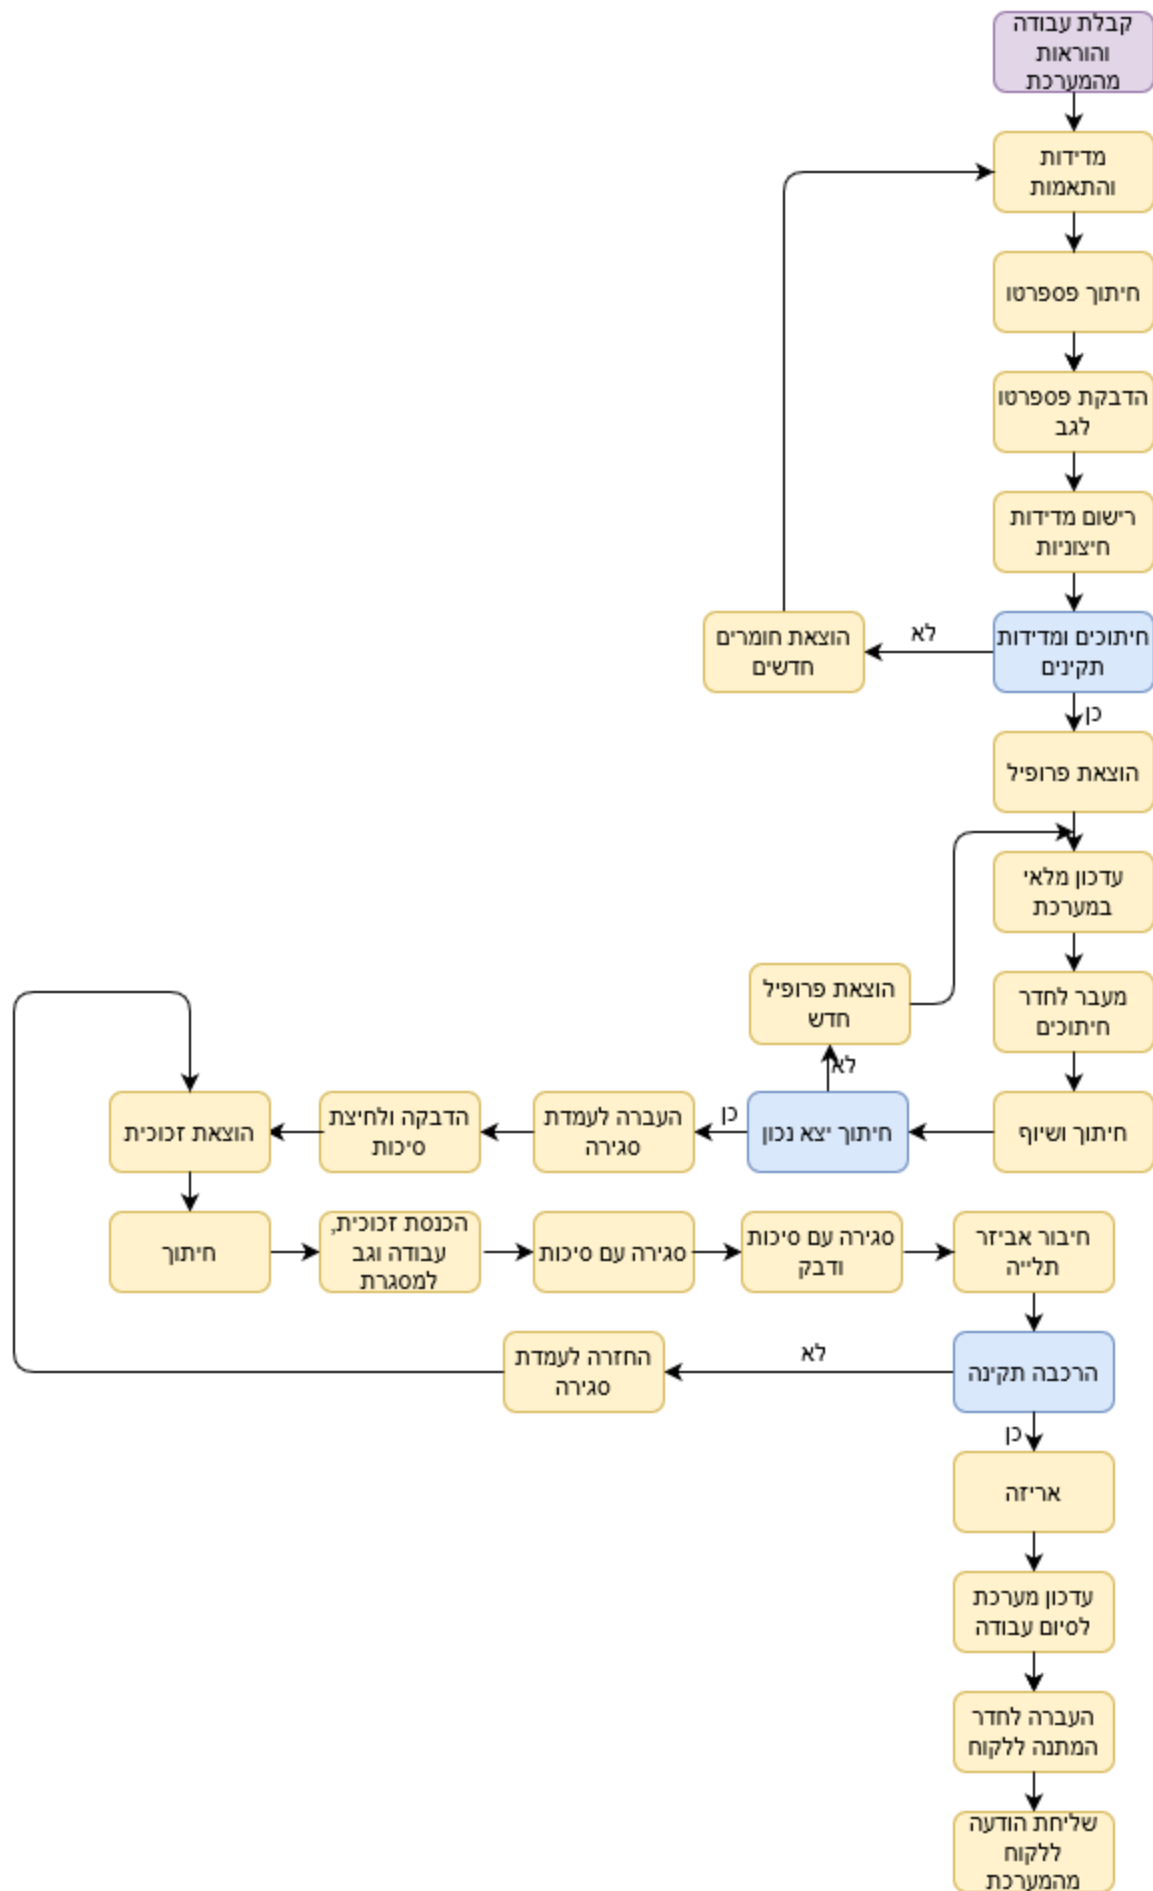 קבלת עבודה
והוראות
מהמערכת
מדידות
והתאמות
חיתוך פספרטו
הדבקת פספרטו
לגב
רישום מדידות
חיצוניות
חיתוכים ומדידות
תקינים
לא
הוצאת חומרים
חדשים
כן
הוצאת פרופיל
עדכון מלאי
במערכת
מעבר לחדר
חיתוכים
חיתוך ושיוף
חיתוך יצא נכון
לא
הוצאת פרופיל
חדש
כן
העברה לעמדת
סגירה
הדבקה ולחיצת
סיכות
הוצאת זכוכית
חיתוך
הכנסת זכוכית,
עבודה וגב
למסגרת
סגירה עם סיכות
סגירה עם סיכות
ודבק
חיבור אביזר
תלייה
הרכבה תקינה
לא
החזרה לעמדת
סגירה
כן
אריזה
עדכון מערכת
לסיום עבודה
העברה לחדר
המתנה ללקוח
שליחת הודעה
ללקוח
מהמערכת